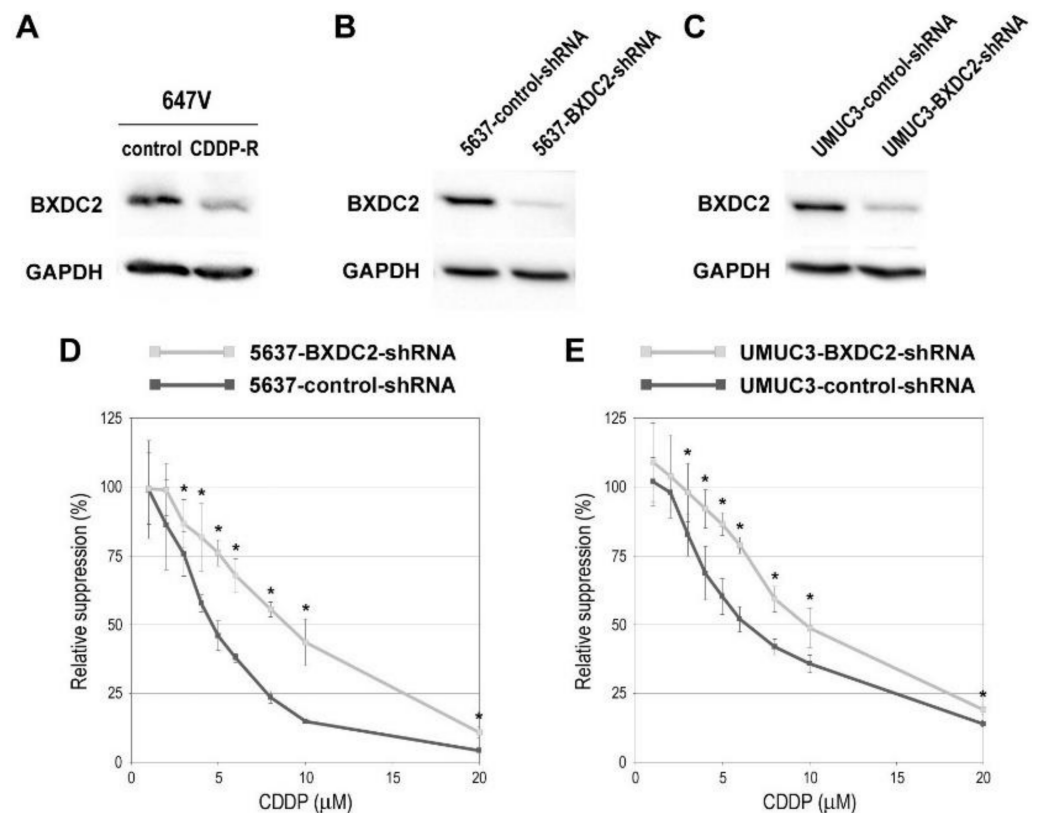 A
B
C
647V
control CDDP-R
BXDC2
GAPDH
5637-control-shRNA
5637-BXDC2-shRNA
BXDC2
GAPDH
UMUC3-control-shRNA
UMUC3-BXDC2-shRNA
BXDC2
GAPDH
D
5637-BXDC2-shRNA
5637-control-shRNA
125
100
75
50
25
0
Relative suppression (%)
* * * * * * *
0 5 10 15 20
CDDP (μM)
E
UMUC3-BXDC2-shRNA
UMUC3-control-shRNA
125
100
75
50
25
0
Relative suppression (%)
* * * * * * *
0 5 10 15 20
CDDP (μM)